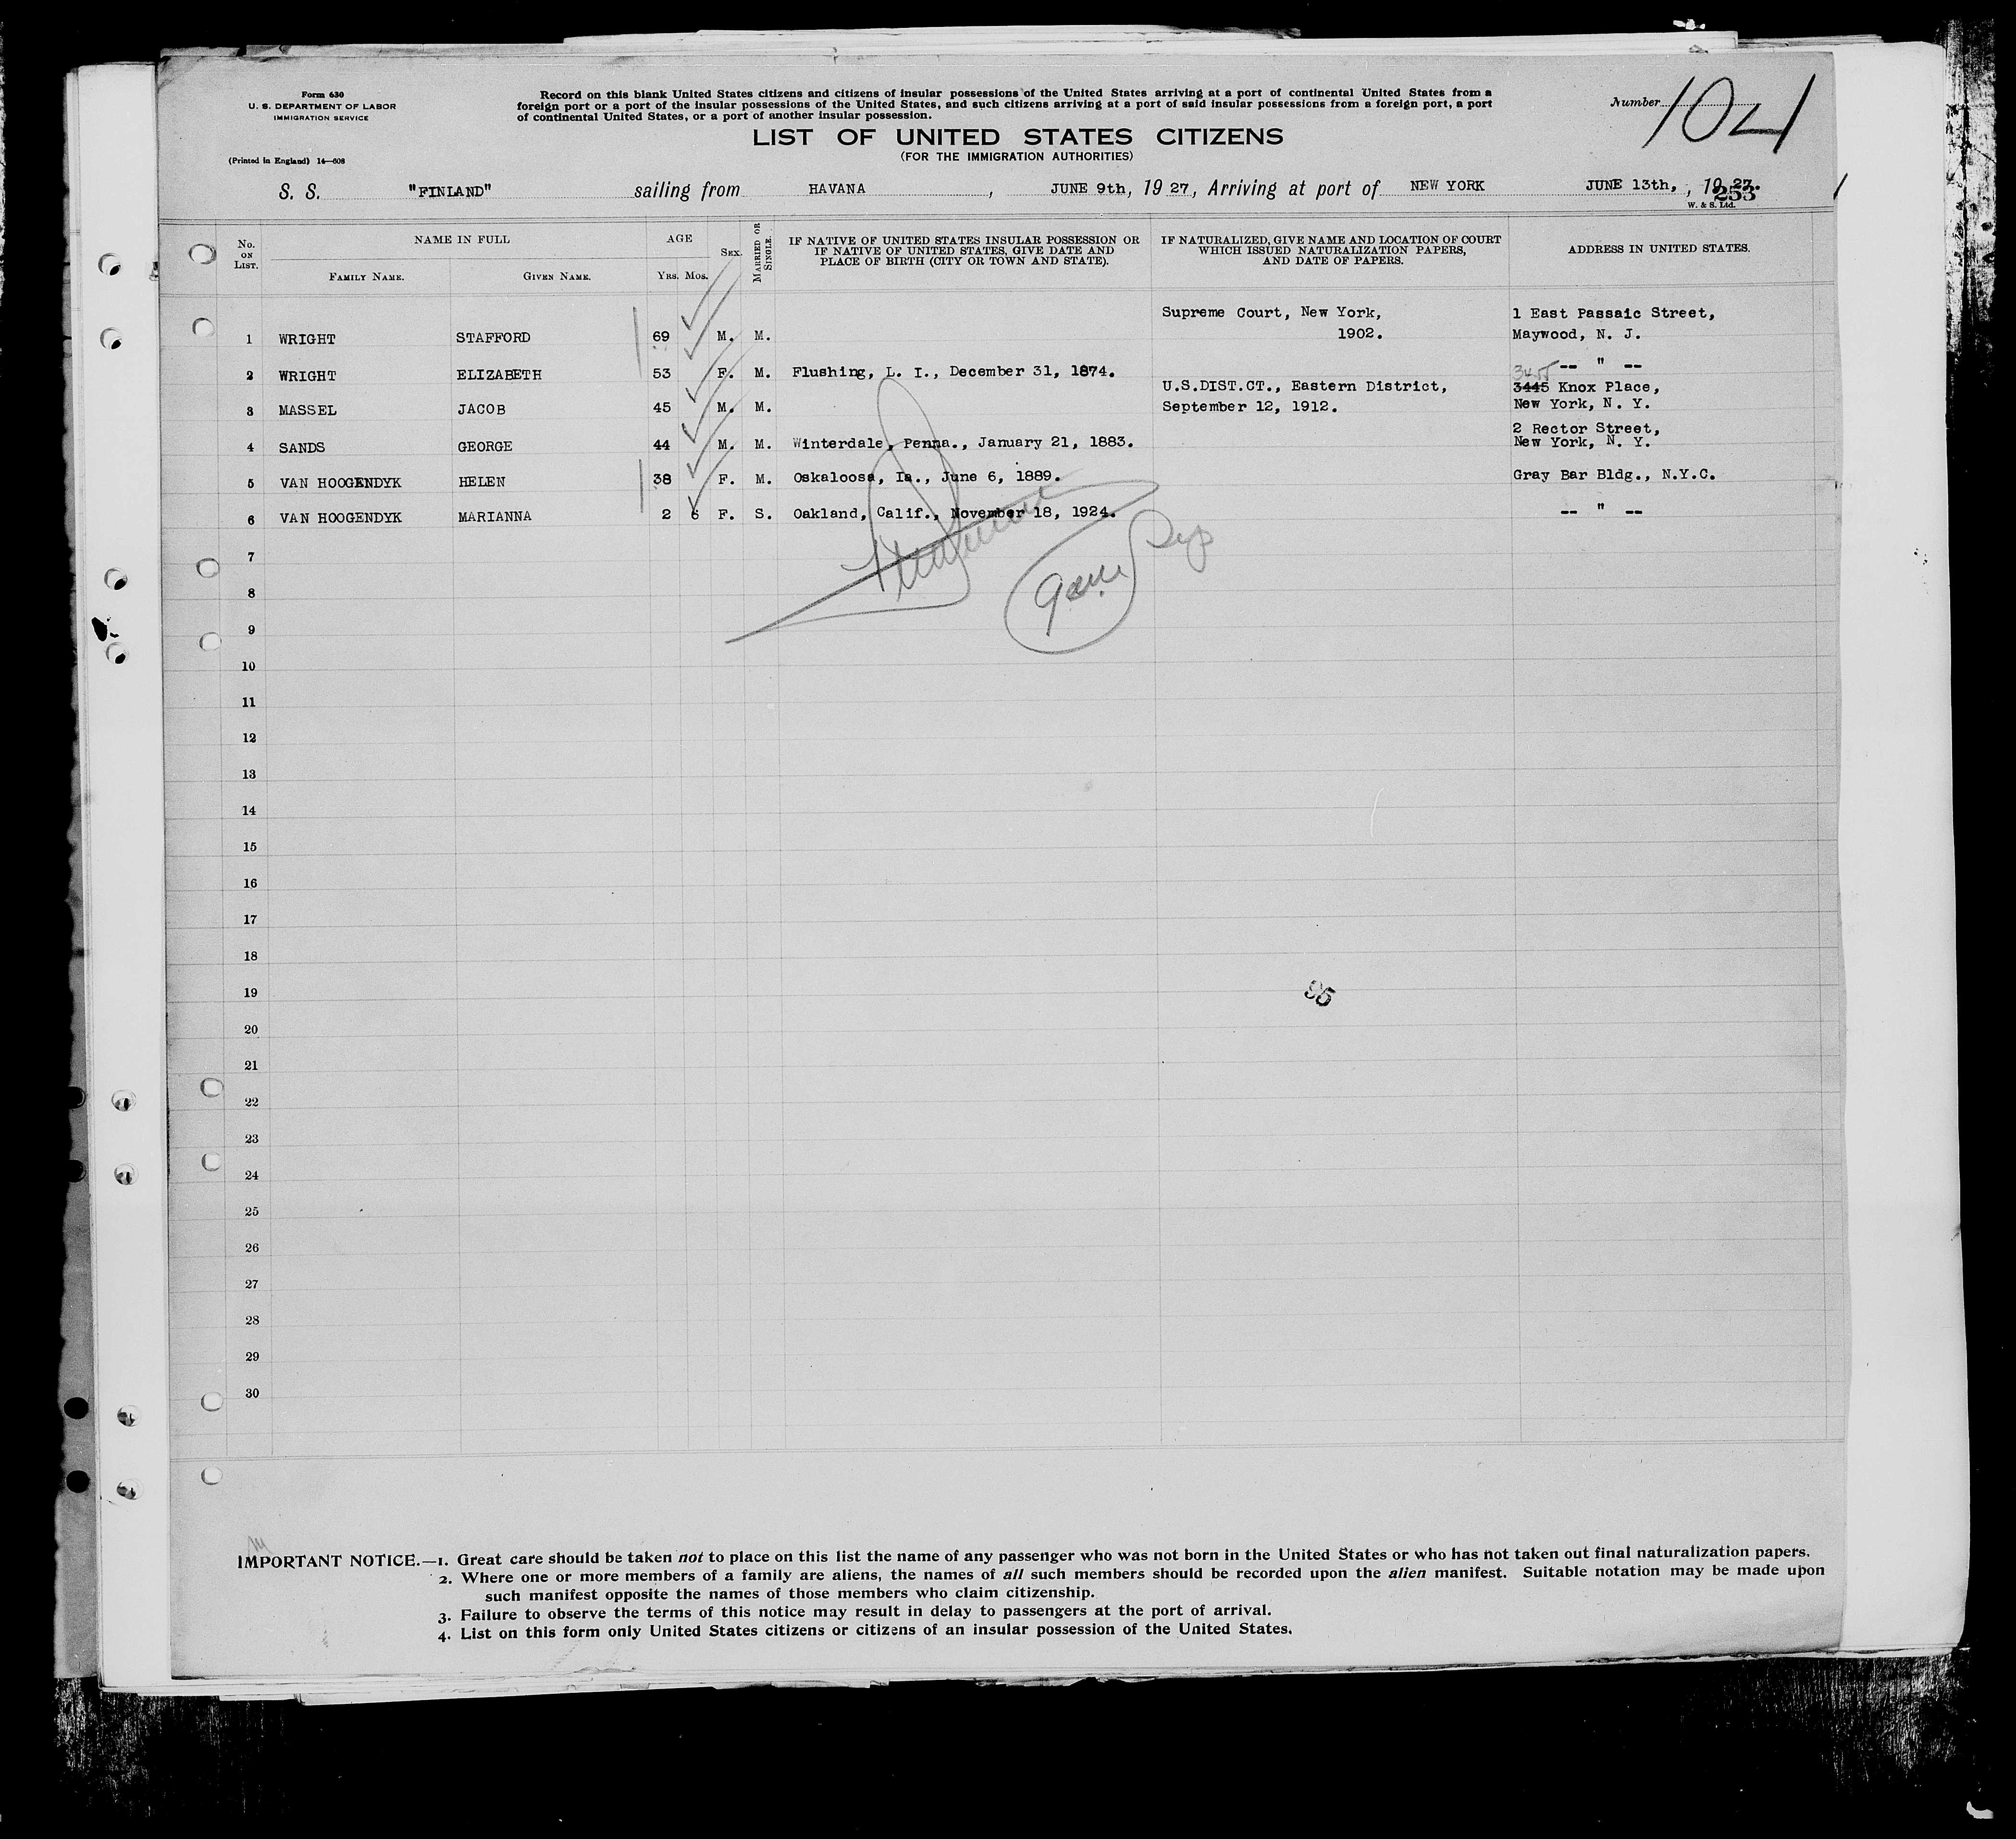 Form 630
U. S. DEPARTMENT OF LABOR
IMMIGRATION SERVICE
(Printed in England) 14—608
Record on this blank United States citizens and citizens of insular possessions of the United States arriving at a port of continental United States from a
foreign port or a port of the insular possessions of the United States, and such citizens arriving at a port of said insular possessions from a foreign port, a port
of continental United States, or a port of another insular possession.
Number 104
LIST OF UNITED STATES CITIZENS
(FOR THE IMMIGRATION AUTHORITIES)
S. S. "FINLAND" sailing from HAVANA, JUNE 9th, 1927, Arriving at port of NEW YORK JUNE 13th, , 1927.
253
W. & S. Ltd.
No. ON LIST. NAME IN FULL AGE SEX. MARRIED OR SINGLE. IF NATIVE OF UNITED STATES INSULAR POSSESSION OR IF NATIVE OF UNITED STATES, GIVE DATE AND PLACE OF BIRTH (CITY OR TOWN AND STATE). IF NATURALIZED, GIVE NAME AND LOCATION OF COURT WHICH ISSUED NATURALIZATION PAPERS, AND DATE OF PAPERS. ADDRESS IN UNITED STATES.
FAMILY NAME. GIVEN NAME. YRS. MOS.
Supreme Court, New York, 1 East Passaic Street,
1 WRIGHT STAFFORD 69 M. M. 1902. Maywood, N. J.
2 WRIGHT ELIZABETH 53 F. M. Flushing, L. I., December 31, 1874. -- " --
U.S.DIST.CT., Eastern District, 3445 Knox Place,
3 MASSEL JACOB 45 M. M. September 12, 1912. New York, N. Y.
2 Rector Street,
4 SANDS GEORGE 44 M. M. Winterdale, Penna., January 21, 1883. New York, N. Y.
5 VAN HOOGENDYK HELEN 38 F. M. Oskaloosa, Ia., June 6, 1889. Gray Bar Bldg., N.Y.C.
6 VAN HOOGENDYK MARIANNA 2 6 F. S. Oakland, Calif., November 18, 1924. -- " --
7
8
9
10
11
12
13
14
15
16
17
18
19
95
20
21
22
23
24
25
26
27
28
29
30
IMPORTANT NOTICE.—1. Great care should be taken not to place on this list the name of any passenger who was not born in the United States or who has not taken out final naturalization papers.
2. Where one or more members of a family are aliens, the names of all such members should be recorded upon the alien manifest. Suitable notation may be made upon
such manifest opposite the names of those members who claim citizenship.
3. Failure to observe the terms of this notice may result in delay to passengers at the port of arrival.
4. List on this form only United States citizens or citizens of an insular possession of the United States.